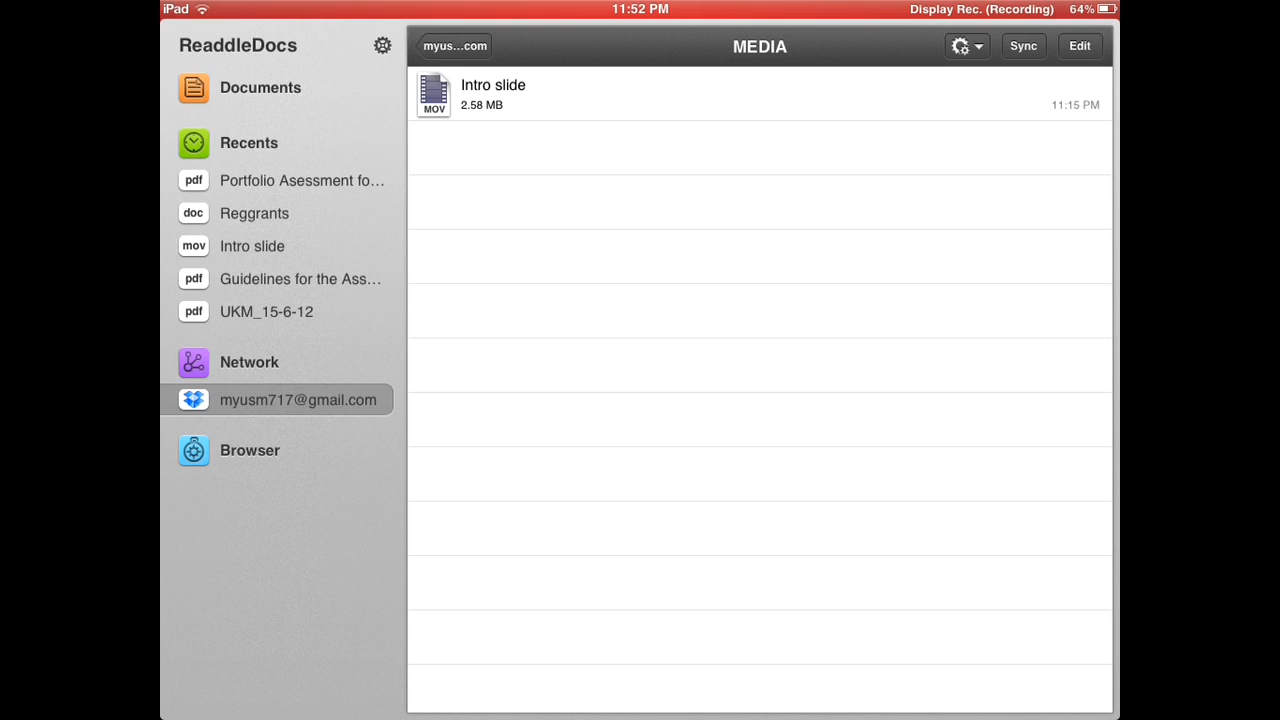 iPad 11:52 PM Display Rec. (Recording) 64%
ReaddleDocs
Documents
Recents
pdf Portfolio Asessment fo...
doc Reggrants
mov Intro slide
pdf Guidelines for the Ass...
pdf UKM_15-6-12
Network
myusm717@gmail.com
Browser
myus...com MEDIA Sync Edit
MOV
Intro slide
2.58 MB 11:15 PM